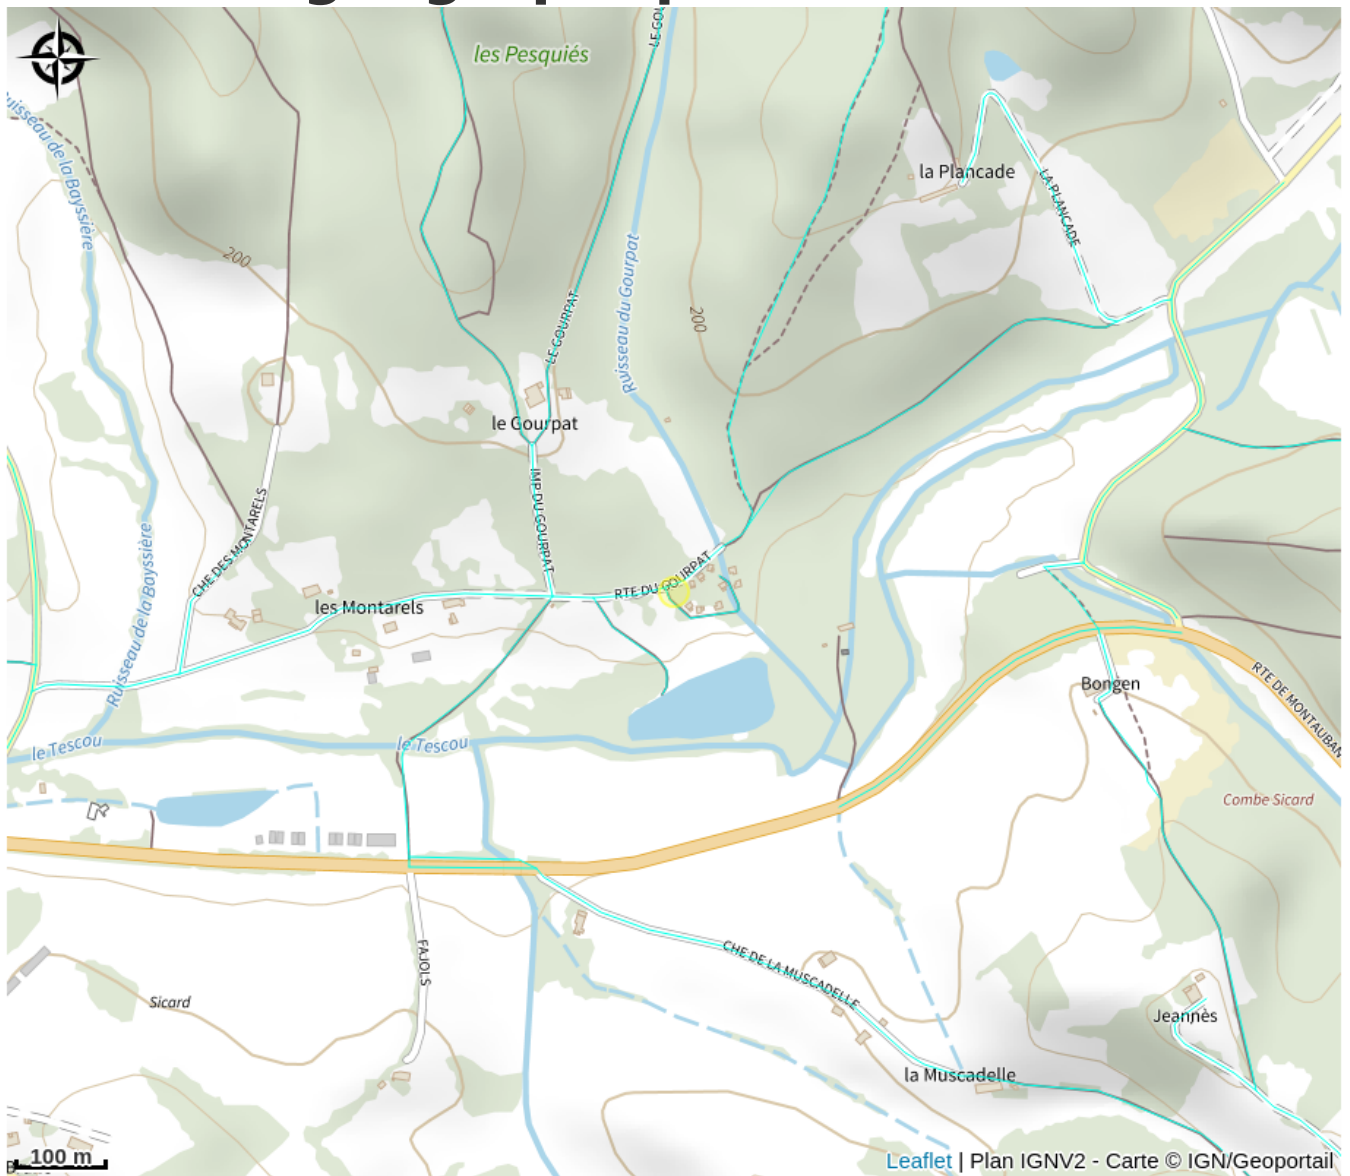 les Pesquiés
la Plancade
LA PLANCADE
Ruisseau de la Bayssière
200
Ruisseau du Gourpat
200
LE GOURPAT
le Gourpat
IMP DU GOURPAT
CHE DES MONTARELS
RTE DU GOURPAT
les Montarels
Ruisseau de la Bayssière
Bongen
RTE DE MONTAUBAN
le Tescou
le Tescou
Combe Sicard
FAJOLS
CHE DE LA MUSCADELLE
Sicard
Jeannès
la Muscadelle
100 m
Leaflet | Plan IGNV2 - Carte © IGN/Geoportail